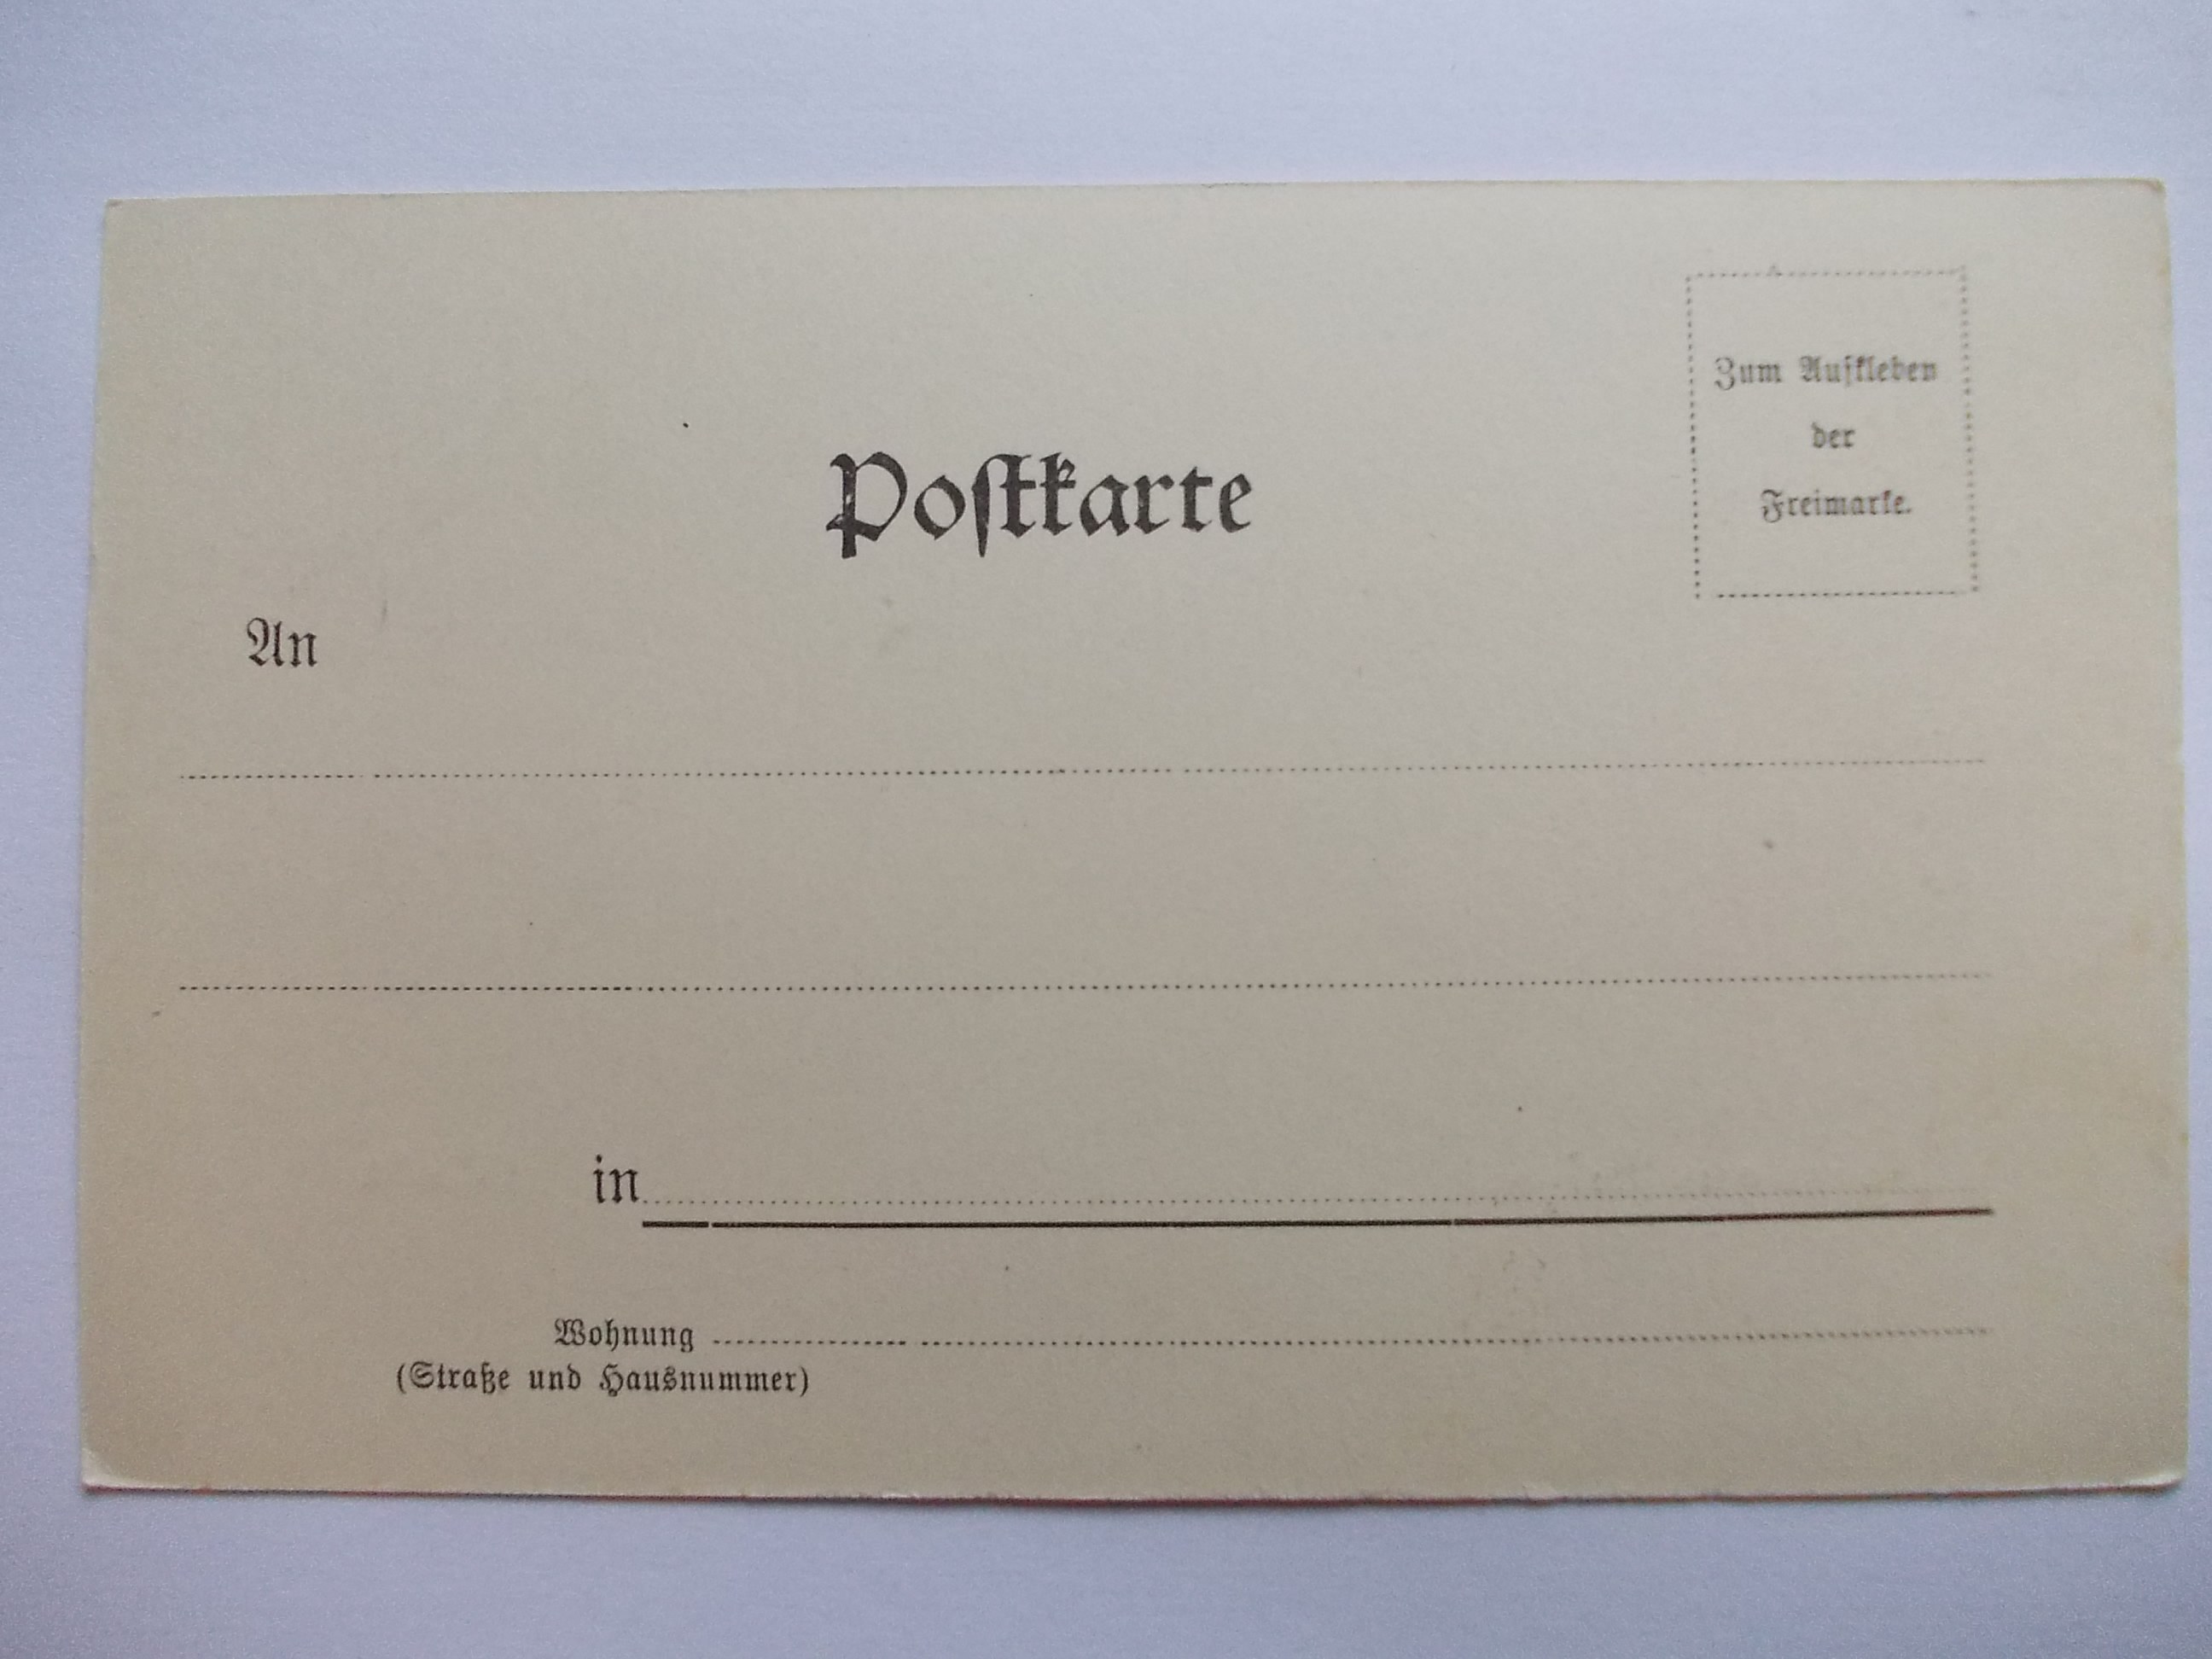 Zum Aufkleben
der
Freimarke.
Poſtkarte
An
in
Wohnung
(Straße und Hausnummer)